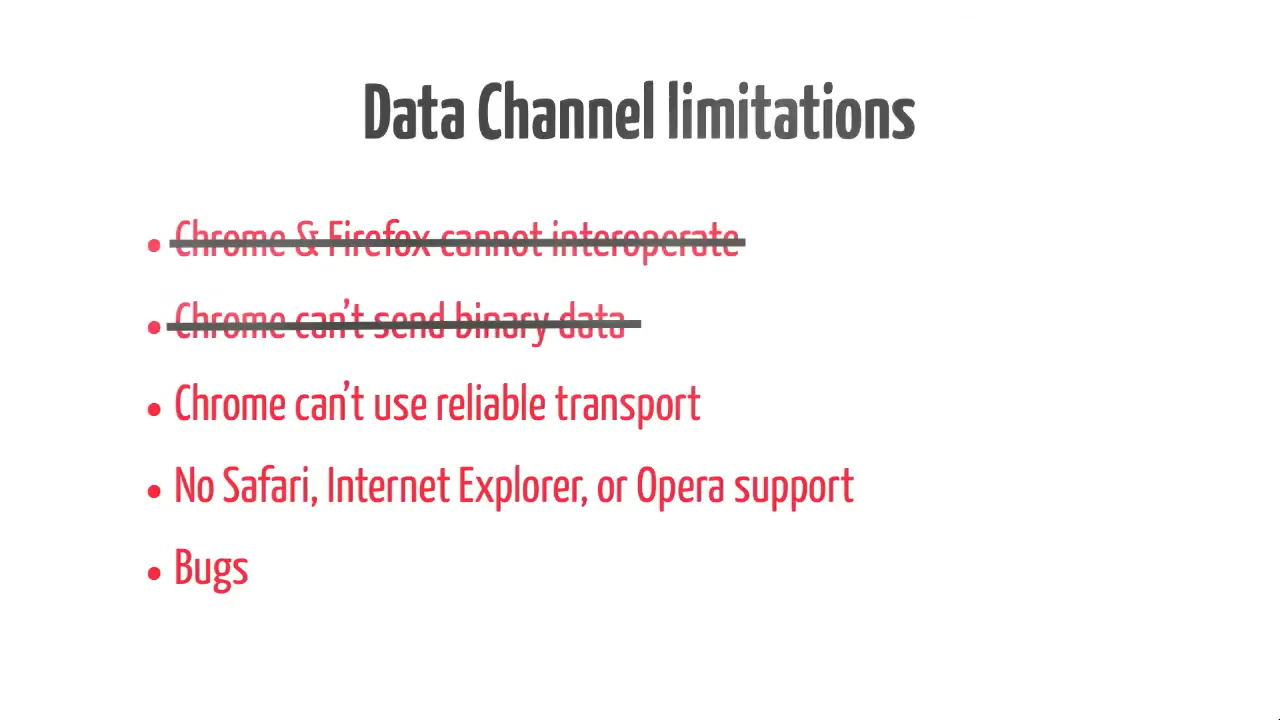 Data Channel limitations
• Chrome & Firefox cannot interoperate
• Chrome can't send binary data
• Chrome can't use reliable transport
• No Safari, Internet Explorer, or Opera support
• Bugs